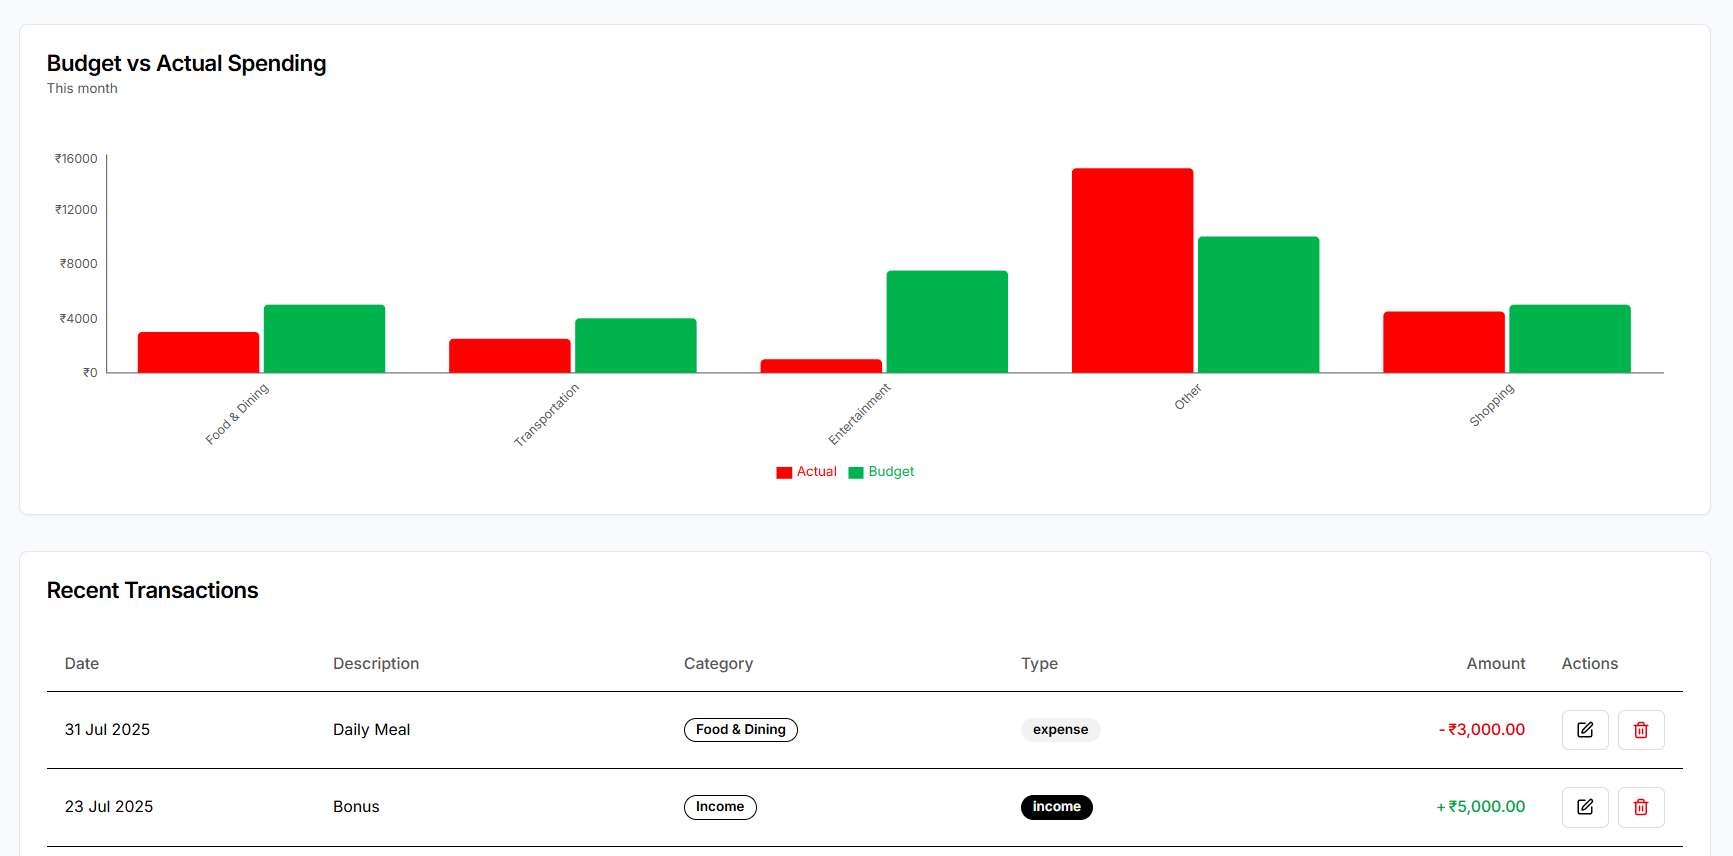 Budget vs Actual Spending
This month
₹16000
₹12000
₹8000
₹4000
₹0
Food & Dining
Transportation
Entertainment
Other
Shopping
Actual
Budget
Recent Transactions
Date Description Category Type Amount Actions
31 Jul 2025 Daily Meal Food & Dining expense -₹3,000.00
23 Jul 2025 Bonus Income income +₹5,000.00